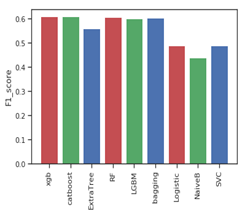 F1_score
0.6
0.5
0.4
0.3
0.2
0.1
0.0
xgb
catboost
ExtraTree
RF
LGBM
bagging
Logistic
NaiveB
SVC